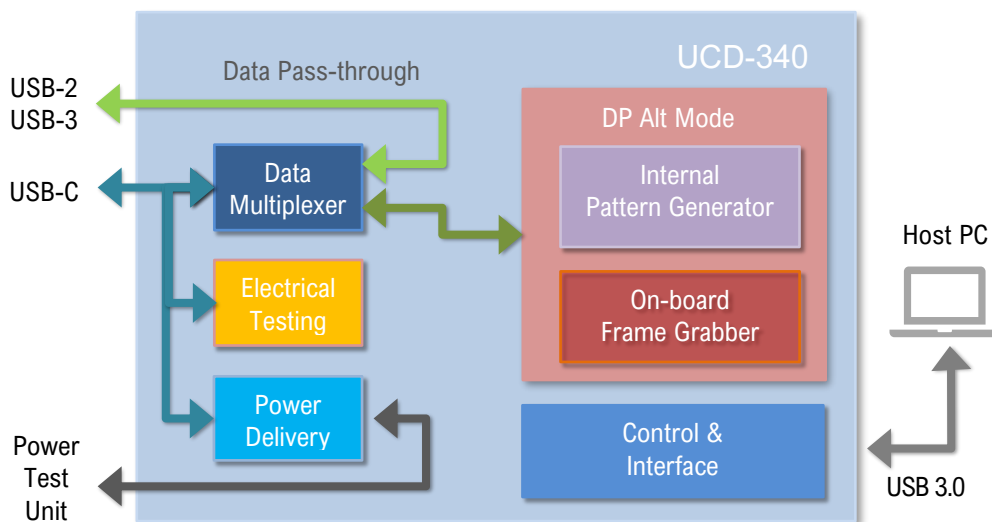 UCD-340
Data Pass-through
USB-2
USB-3
USB-C
Data
Multiplexer
Electrical
Testing
Power
Delivery
Power
Test
Unit
DP Alt Mode
Internal
Pattern Generator
On-board
Frame Grabber
Control &
Interface
Host PC
USB 3.0